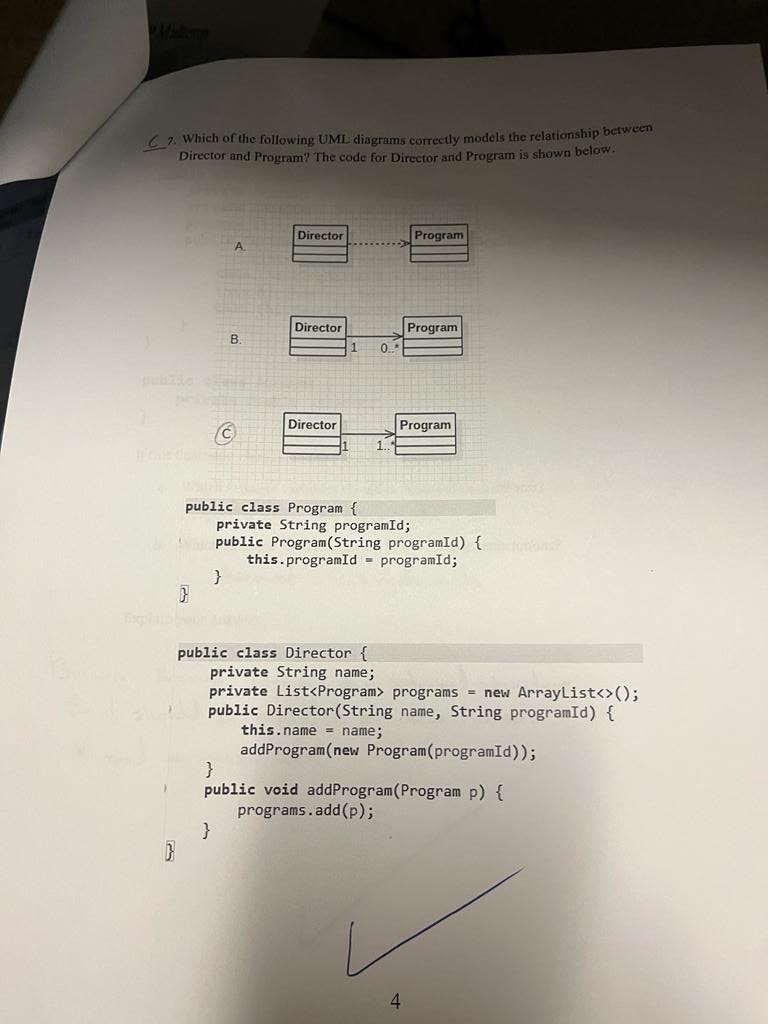 C 7. Which of the following UML diagrams correctly models the relationship between
Director and Program? The code for Director and Program is shown below.
A. Director Program
B. Director Program
1 0..*
C Director Program
1 1..*
public class Program {
private String programId;
public Program(String programId) {
this.programId = programId;
}
}
public class Director {
private String name;
private List<Program> programs = new ArrayList<>();
public Director(String name, String programId) {
this.name = name;
addProgram(new Program(programId));
}
public void addProgram(Program p) {
programs.add(p);
}
}
4